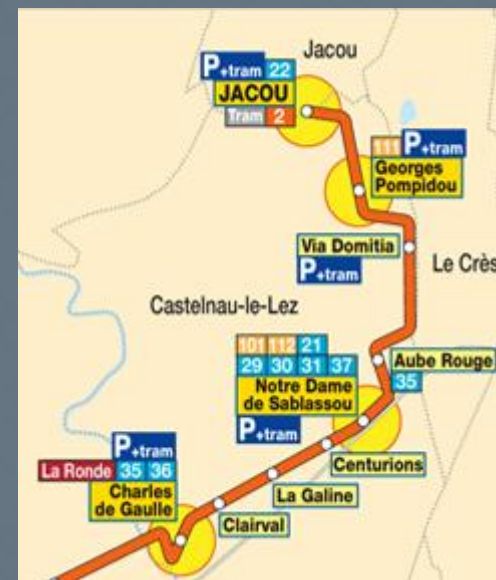 Jacou
P+tram 22
JACOU
Tram 2
111 P+tram
Georges
Pompidou
Via Domitia
P+tram
Le Crès
Castelnau-le-Lez
101 112 21
29 30 31 37
Notre Dame
de Sablassou
P+tram
Aube Rouge
35
Centurions
P+tram
La Ronde 35 36
Charles
de Gaulle
La Galine
Clairval